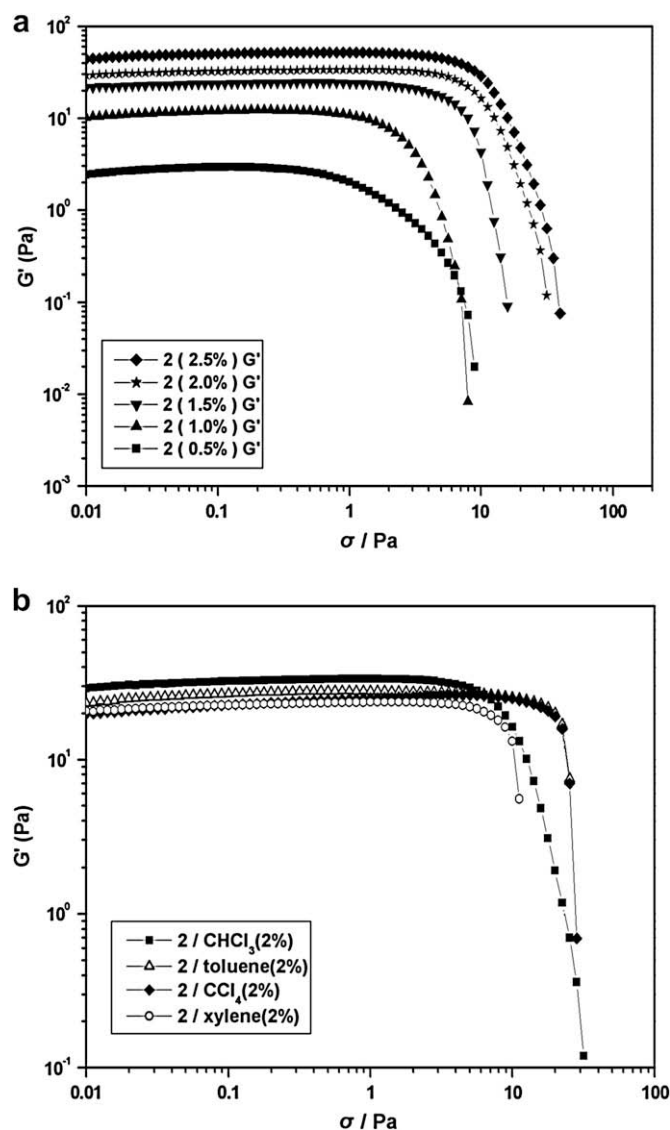 a
10²
10¹
10⁰
10⁻¹
10⁻²
10⁻³
G' (Pa)
2 ( 2.5%) G'
2 ( 2.0%) G'
2 ( 1.5%) G'
2 ( 1.0%) G'
2 ( 0.5%) G'
0.01 0.1 1 10 100
σ / Pa
b
10²
10¹
10⁰
10⁻¹
G' (Pa)
2 / CHCl₃(2%)
2 / toluene(2%)
2 / CCl₄(2%)
2 / xylene(2%)
0.01 0.1 1 10 100
σ / Pa